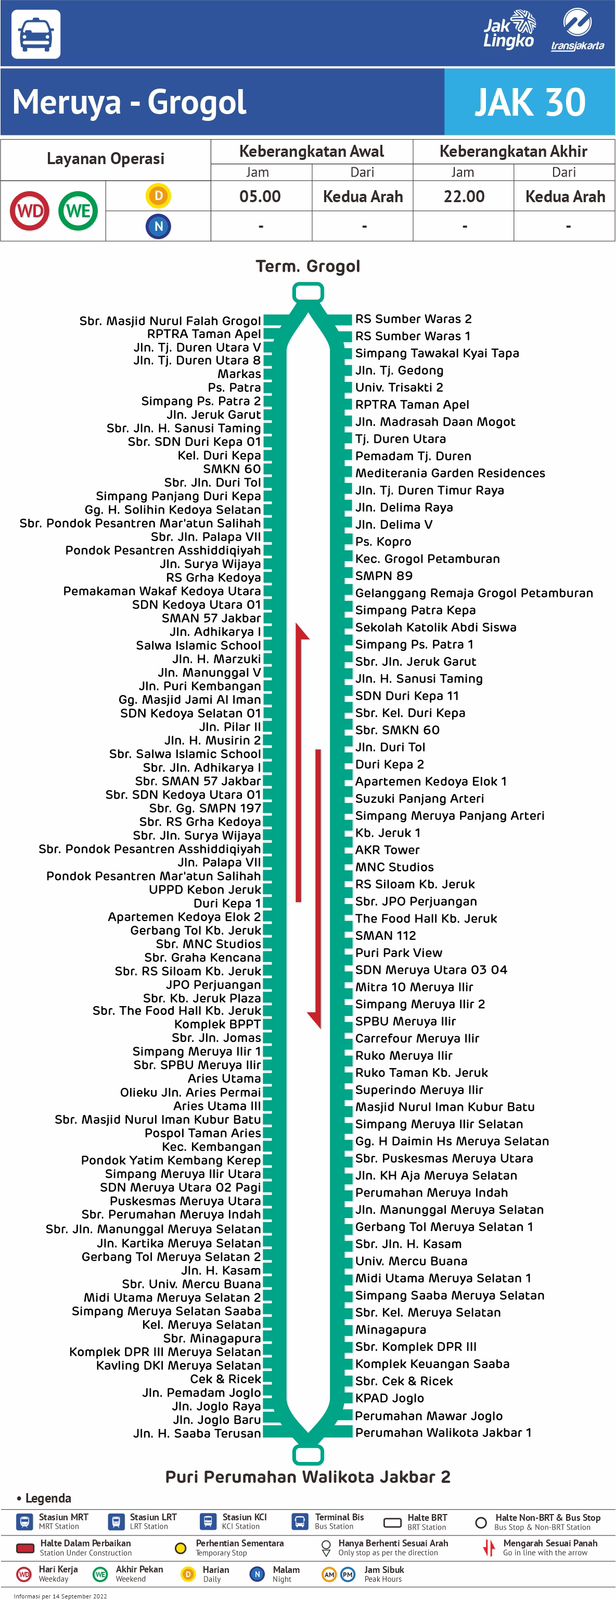 Jak Lingko
transjakarta
Meruya - Grogol
JAK 30
Layanan Operasi
Keberangkatan Awal
Keberangkatan Akhir
Jam
Dari
Jam
Dari
WD
WE
D
05.00
Kedua Arah
22.00
Kedua Arah
N
-
-
-
-
Term. Grogol
Sbr. Masjid Nurul Falah Grogol
RPTRA Taman Apel
Jln. Tj. Duren Utara V
Jln. Tj. Duren Utara 8
Markas
Ps. Patra
Simpang Ps. Patra 2
Jln. Jeruk Garut
Sbr. Jln. H. Sanusi Taming
Sbr. SDN Duri Kepa 01
Kel. Duri Kepa
SMKN 60
Sbr. Jln. Duri Tol
Simpang Panjang Duri Kepa
Gg. H. Solihin Kedoya Selatan
Sbr. Pondok Pesantren Mar'atun Salihah
Sbr. Jln. Palapa VII
Pondok Pesantren Asshiddiqiyah
Jln. Surya Wijaya
RS Grha Kedoya
Pemakaman Wakaf Kedoya Utara
SDN Kedoya Utara 01
SMAN 57 Jakbar
Jln. Adhikarya I
Salwa Islamic School
Jln. H. Marzuki
Jln. Manunggal V
Jln. Puri Kembangan
Gg. Masjid Jami Al Iman
SDN Kedoya Selatan 01
Jln. Pilar II
Jln. H. Musirin 2
Sbr. Salwa Islamic School
Sbr. Jln. Adhikarya I
Sbr. SMAN 57 Jakbar
Sbr. SDN Kedoya Utara 01
Sbr. Gg. SMPN 197
Sbr. RS Grha Kedoya
Sbr. Jln. Surya Wijaya
Sbr. Pondok Pesantren Asshiddiqiyah
Jln. Palapa VII
Pondok Pesantren Mar'atun Salihah
UPPD Kebon Jeruk
Duri Kepa 1
Apartemen Kedoya Elok 2
Gerbang Tol Kb. Jeruk
Sbr. MNC Studios
Sbr. Graha Kencana
Sbr. RS Siloam Kb. Jeruk
JPO Perjuangan
Sbr. Kb. Jeruk Plaza
Sbr. The Food Hall Kb. Jeruk
Komplek BPPT
Sbr. Jln. Jomas
Simpang Meruya Ilir 1
Sbr. SPBU Meruya Ilir
Aries Utama
Olieku Jln. Aries Permai
Aries Utama III
Sbr. Masjid Nurul Iman Kubur Batu
Pospol Taman Aries
Kec. Kembangan
Pondok Yatim Kembang Kerep
Simpang Meruya Ilir Utara
SDN Meruya Utara 02 Pagi
Puskesmas Meruya Utara
Sbr. Perumahan Meruya Indah
Sbr. Jln. Manunggal Meruya Selatan
Jln. Kartika Meruya Selatan
Gerbang Tol Meruya Selatan 2
Jln. H. Kasam
Sbr. Univ. Mercu Buana
Midi Utama Meruya Selatan 2
Simpang Meruya Selatan Saaba
Kel. Meruya Selatan
Sbr. Minagapura
Komplek DPR III Meruya Selatan
Kavling DKI Meruya Selatan
Cek & Ricek
Jln. Pemadam Joglo
Jln. Joglo Raya
Jln. Joglo Baru
Jln. H. Saaba Terusan
RS Sumber Waras 2
RS Sumber Waras 1
Simpang Tawakal Kyai Tapa
Jln. Tj. Gedong
Univ. Trisakti 2
RPTRA Taman Apel
Jln. Madrasah Daan Mogot
Tj. Duren Utara
Pemadam Tj. Duren
Mediterania Garden Residences
Jln. Tj. Duren Timur Raya
Jln. Delima Raya
Jln. Delima V
Ps. Kopro
Kec. Grogol Petamburan
SMPN 89
Gelanggang Remaja Grogol Petamburan
Simpang Patra Kepa
Sekolah Katolik Abdi Siswa
Simpang Ps. Patra 1
Sbr. Jln. Jeruk Garut
Jln. H. Sanusi Taming
SDN Duri Kepa 11
Sbr. Kel. Duri Kepa
Sbr. SMKN 60
Jln. Duri Tol
Duri Kepa 2
Apartemen Kedoya Elok 1
Suzuki Panjang Arteri
Simpang Meruya Panjang Arteri
Kb. Jeruk 1
AKR Tower
MNC Studios
RS Siloam Kb. Jeruk
Sbr. JPO Perjuangan
The Food Hall Kb. Jeruk
SMAN 112
Puri Park View
SDN Meruya Utara 03 04
Mitra 10 Meruya Ilir
Simpang Meruya Ilir 2
SPBU Meruya Ilir
Carrefour Meruya Ilir
Ruko Meruya Ilir
Ruko Taman Kb. Jeruk
Superindo Meruya Ilir
Masjid Nurul Iman Kubur Batu
Simpang Meruya Ilir Selatan
Gg. H Daimin Hs Meruya Selatan
Sbr. Puskesmas Meruya Utara
Jln. KH Aja Meruya Selatan
Perumahan Meruya Indah
Jln. Manunggal Meruya Selatan
Gerbang Tol Meruya Selatan 1
Sbr. Jln. H. Kasam
Univ. Mercu Buana
Midi Utama Meruya Selatan 1
Simpang Saaba Meruya Selatan
Sbr. Kel. Meruya Selatan
Minagapura
Sbr. Komplek DPR III
Komplek Keuangan Saaba
Sbr. Cek & Ricek
KPAD Joglo
Perumahan Mawar Joglo
Perumahan Walikota Jakbar 1
Puri Perumahan Walikota Jakbar 2
• Legenda
Stasiun MRT
MRT Station
Stasiun LRT
LRT Station
Stasiun KCI
KCI Station
Terminal Bis
Bus Station
Halte BRT
BRT Station
Halte Non-BRT & Bus Stop
Bus Stop & Non-BRT Station
Halte Dalam Perbaikan
Station Under Construction
Perhentian Sementara
Temporary Stop
Hanya Berhenti Sesuai Arah
Only stop as per the direction
Mengarah Sesuai Panah
Go in line with the arrow
WD
Hari Kerja
Weekday
WE
Akhir Pekan
Weekend
D
Harian
Daily
N
Malam
Night
AM
PM
Jam Sibuk
Peak Hours
Informasi per 14 September 2022